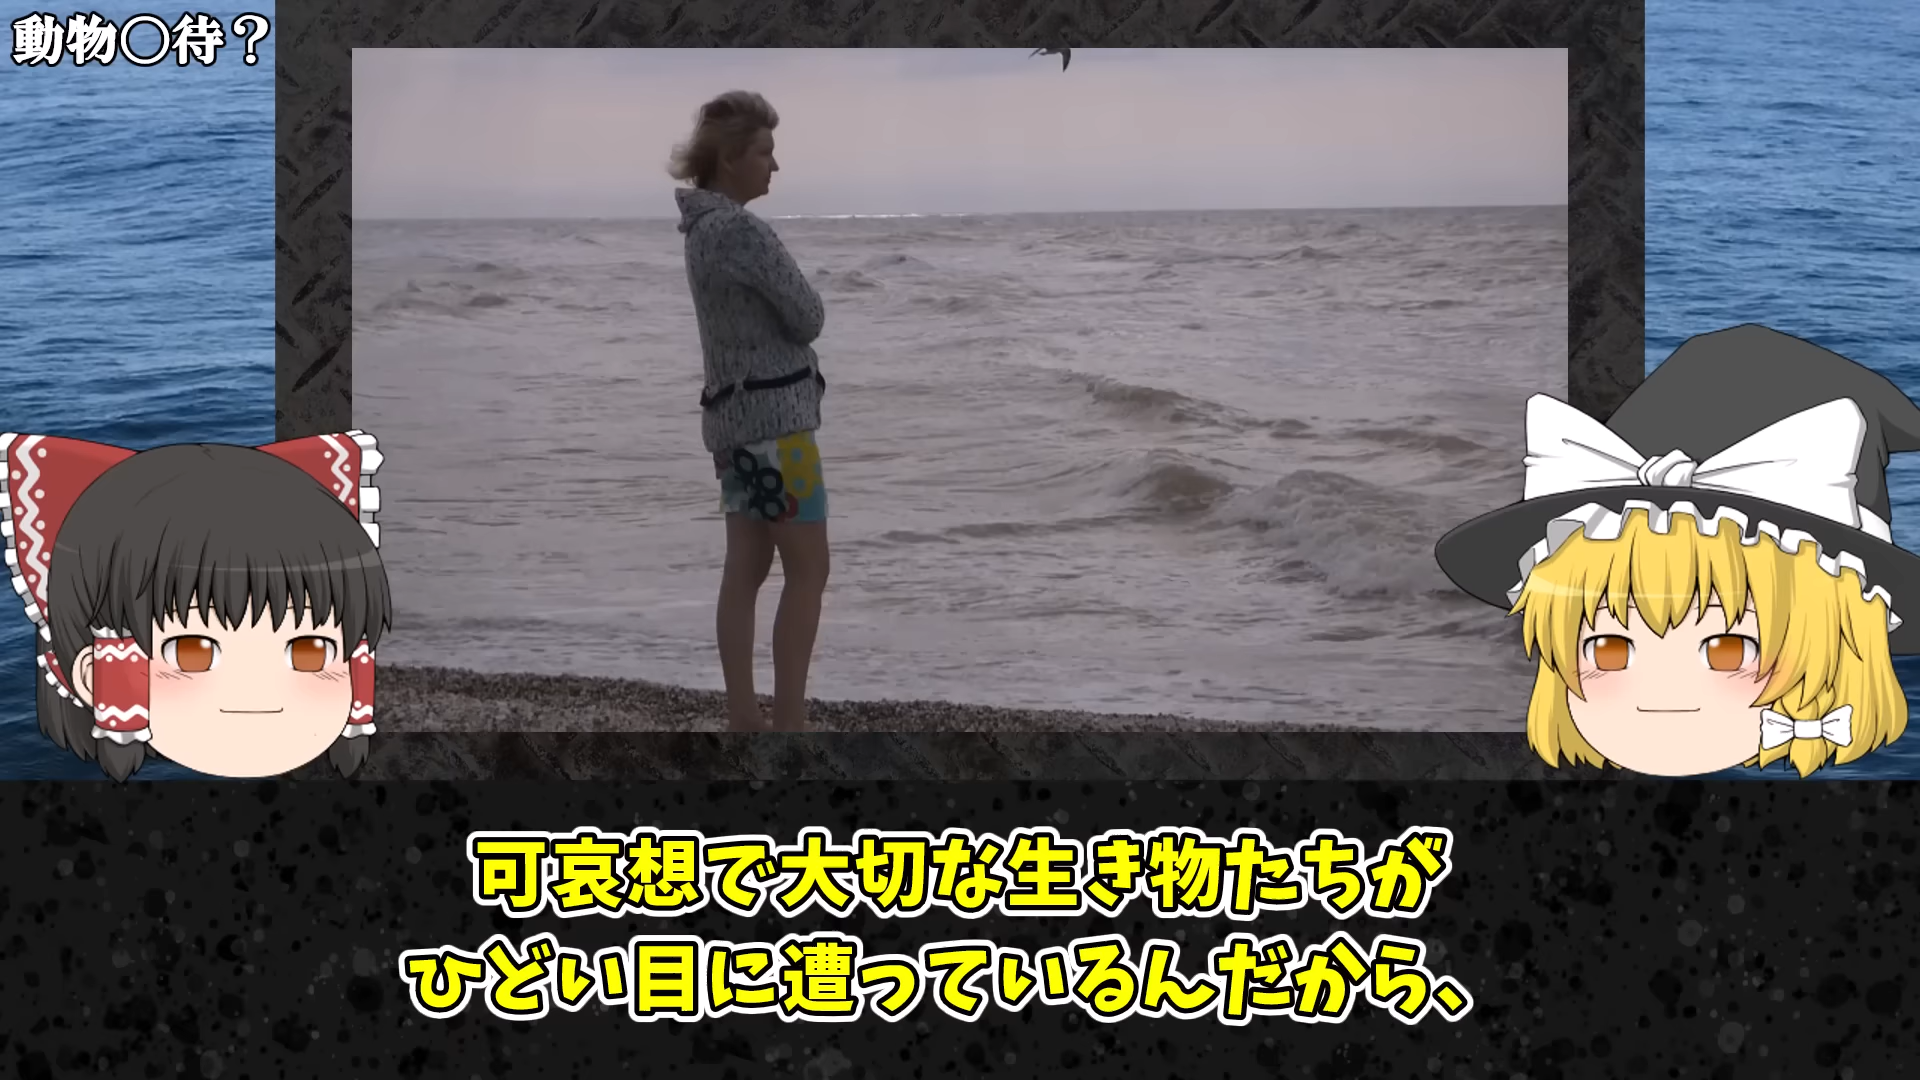 動物〇待？
可哀想で大切な生き物たちが
ひどい目に遭っているんだから、